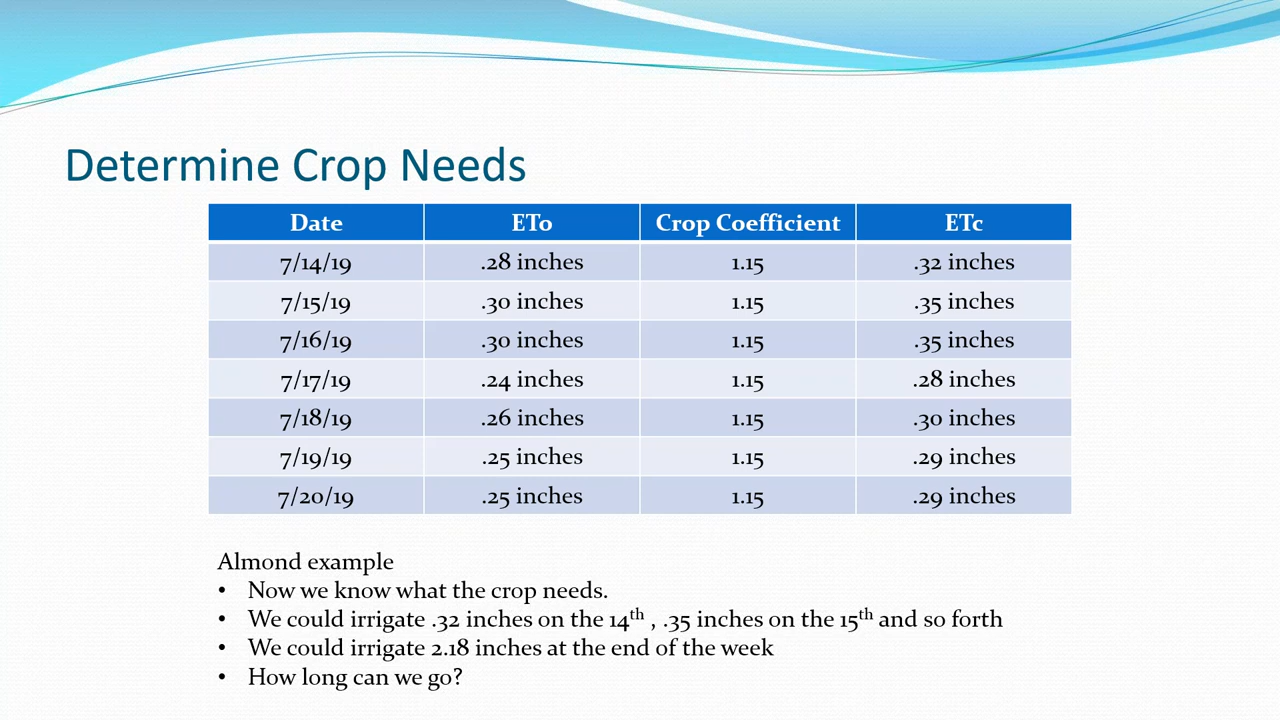 Determine Crop Needs
Date ETo Crop Coefficient ETc
7/14/19 .28 inches 1.15 .32 inches
7/15/19 .30 inches 1.15 .35 inches
7/16/19 .30 inches 1.15 .35 inches
7/17/19 .24 inches 1.15 .28 inches
7/18/19 .26 inches 1.15 .30 inches
7/19/19 .25 inches 1.15 .29 inches
7/20/19 .25 inches 1.15 .29 inches
Almond example
• Now we know what the crop needs.
• We could irrigate .32 inches on the 14th , .35 inches on the 15th and so forth
• We could irrigate 2.18 inches at the end of the week
• How long can we go?